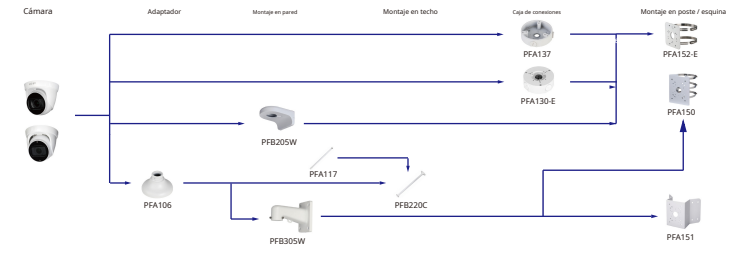 Cámara
Adaptador
Montaje en pared
Montaje en techo
Caja de conexiones
Montaje en poste / esquina
PFA137
PFA152-E
PFA130-E
PFA150
PFB205W
PFA117
PFA106
PFB220C
PFB305W
PFA151